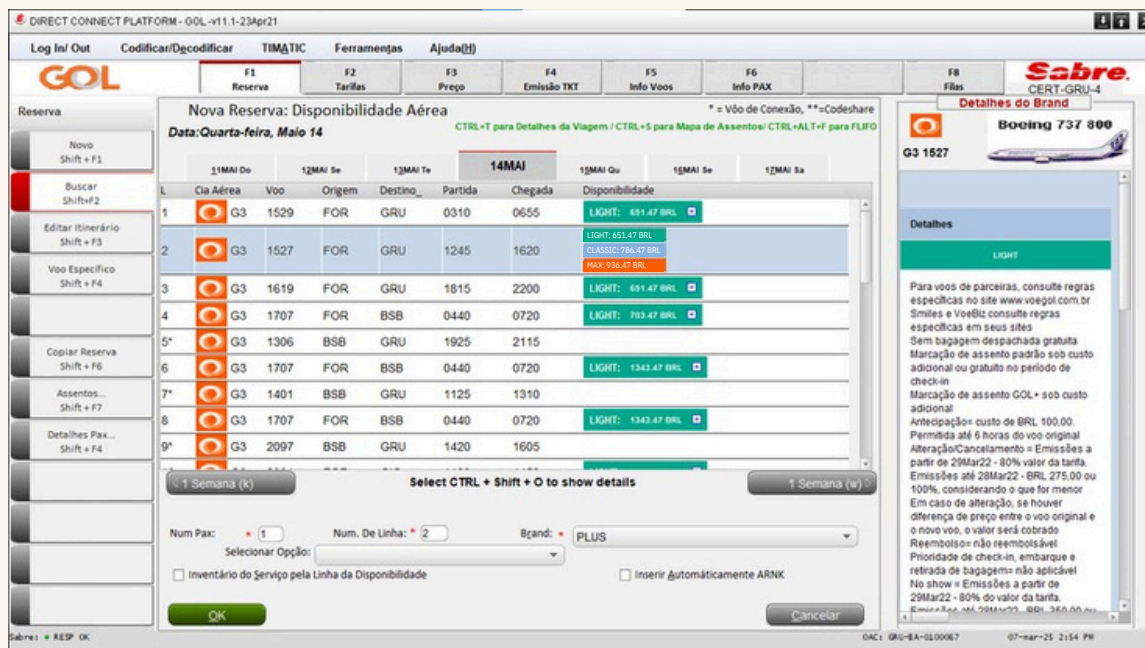 DIRECT CONNECT PLATFORM - GOL -v11.1-23Apr21
Log In/ Out Codificar/Decodificar TIMATIC Ferramentas Ajuda(H)
GOL
F1
Reserva
F2
Tarifas
F3
Preço
F4
Emissão TKT
F5
Info Voos
F6
Info PAX
F8
Filas
Sabre.
CERT-GRU-4
Reserva
Novo
Shift + F1
Buscar
Shift+F2
Editar Itinerário
Shift + F3
Voo Específico
Shift + F4
Copiar Reserva
Shift + F6
Assentos...
Shift + F7
Detalhes Pax...
Shift + F4
Nova Reserva: Disponibilidade Aérea
* = Vôo de Conexão, **=Codeshare
Data:Quarta-feira, Maio 14
CTRL+T para Detalhes da Viagem / CTRL+S para Mapa de Assentos/ CTRL+ALT+F para FLIFO
11MAI Do 12MAI Se 13MAI Te 14MAI 15MAI Qu 16MAI Se 17MAI Sa
L Cia Aérea Voo Origem Destino_ Partida Chegada Disponibilidade
1 G3 1529 FOR GRU 0310 0655 LIGHT: 651.47 BRL
2 G3 1527 FOR GRU 1245 1620 LIGHT: 651.47 BRL
CLASSIC: 786.47 BRL
MAX: 936.47 BRL
3 G3 1619 FOR GRU 1815 2200 LIGHT: 651.47 BRL
4 G3 1707 FOR BSB 0440 0720 LIGHT: 703.47 BRL
5* G3 1306 BSB GRU 1925 2115
6 G3 1707 FOR BSB 0440 0720 LIGHT: 1343.47 BRL
7* G3 1401 BSB GRU 1125 1310
8 G3 1707 FOR BSB 0440 0720 LIGHT: 1343.47 BRL
9* G3 2097 BSB GRU 1420 1605
< 1 Semana (k)
Select CTRL + Shift + O to show details
1 Semana (w) >
Num Pax: * 1 Num. De Linha: * 2 Brand: * PLUS
Selecionar Opção:
Inventário do Serviço pela Linha da Disponibilidade
Inserir Automáticamente ARNK
OK
Cancelar
Detalhes do Brand
Boeing 737 800
G3 1527
Detalhes
LIGHT
Para voos de parceiras, consulte regras
específicas no site www.voegol.com.br
Smiles e VoeBiz consulte regras
específicas em seus sites
Sem bagagem despachada gratuita
Marcação de assento padrão sob custo
adicional ou gratuito no período de
check-in
Marcação de assento GOL+ sob custo
adicional
Antecipação= custo de BRL 100,00.
Permitida até 6 horas do voo original
Alteração/Cancelamento = Emissões a
partir de 29Mar22 - 80% valor da tarifa.
Emissões até 28Mar22 - BRL 275,00 ou
100%, considerando o que for menor
Em caso de alteração, se houver
diferença de preço entre o voo original e
o novo voo, o valor será cobrado
Reembolso= não reembolsável
Prioridade de check-in, embarque e
retirada de bagagem= não aplicável
No show = Emissões a partir de
29Mar22 - 80% do valor da tarifa.
Emissões até 28Mar22 - BRL 350,00 ou
Sabre: RESP OK
OAC: GRU-BA-0100067
07-mar-25 2:54 PM